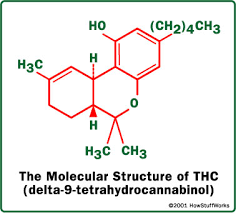 HO
(CH₂)₄CH₃
H₃C
H
H
O
H₃C
CH₃
The Molecular Structure of THC
(delta-9-tetrahydrocannabinol)
©2001 HowStuffWorks